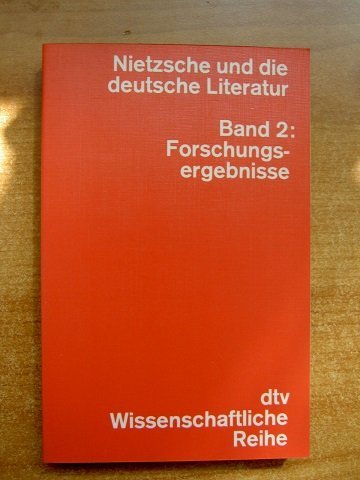 Nietzsche und die
deutsche Literatur
Band 2:
Forschungs-
ergebnisse
dtv
Wissenschaftliche
Reihe